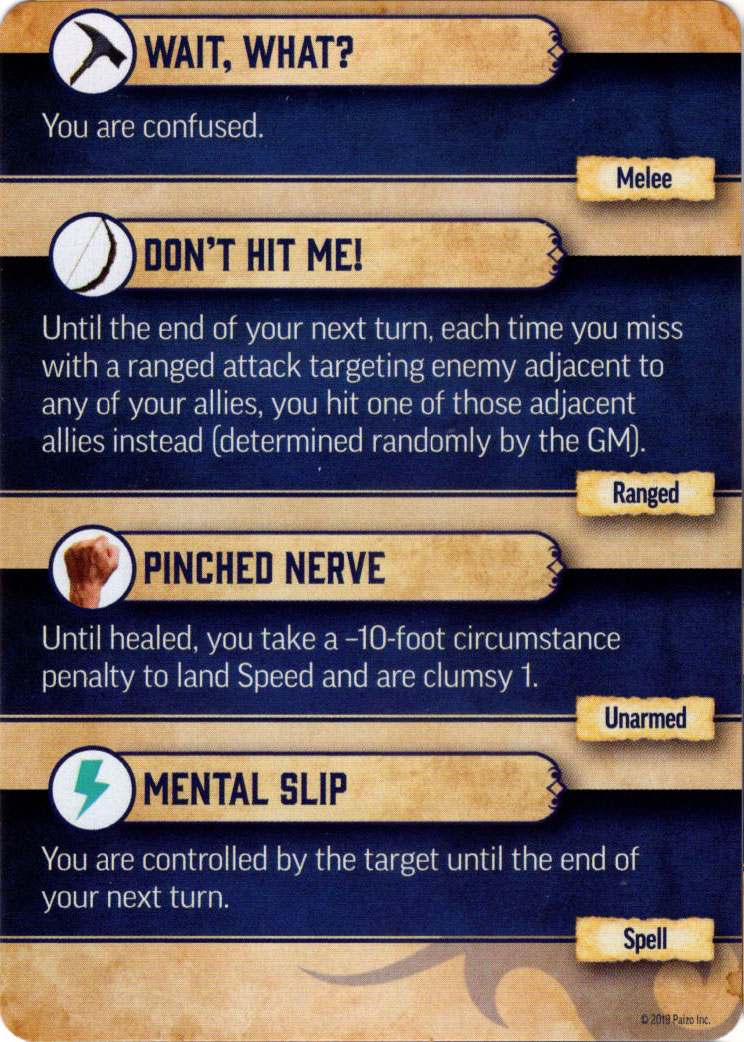 WAIT, WHAT?
You are confused.
Melee
DON'T HIT ME!
Until the end of your next turn, each time you miss
with a ranged attack targeting enemy adjacent to
any of your allies, you hit one of those adjacent
allies instead (determined randomly by the GM).
Ranged
PINCHED NERVE
Until healed, you take a –10-foot circumstance
penalty to land Speed and are clumsy 1.
Unarmed
MENTAL SLIP
You are controlled by the target until the end of
your next turn.
Spell
© 2019 Paizo Inc.